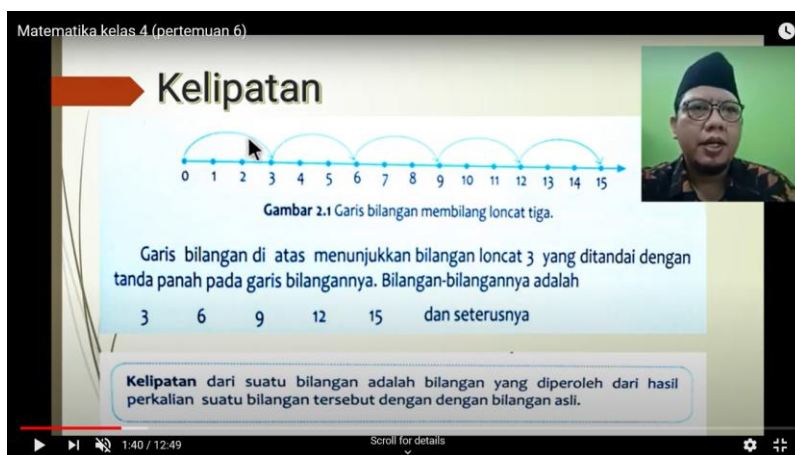 Matematika kelas 4 (pertemuan 6)
Kelipatan
0 1 2 3 4 5 6 7 8 9 10 11 12 13 14 15
Gambar 2.1 Garis bilangan membilang loncat tiga.
Garis bilangan di atas menunjukkan bilangan loncat 3 yang ditandai dengan
tanda panah pada garis bilangannya. Bilangan-bilangannya adalah
3 6 9 12 15 dan seterusnya
Kelipatan dari suatu bilangan adalah bilangan yang diperoleh dari hasil
perkalian suatu bilangan tersebut dengan dengan bilangan asli.
1:40 / 12:49
Scroll for details